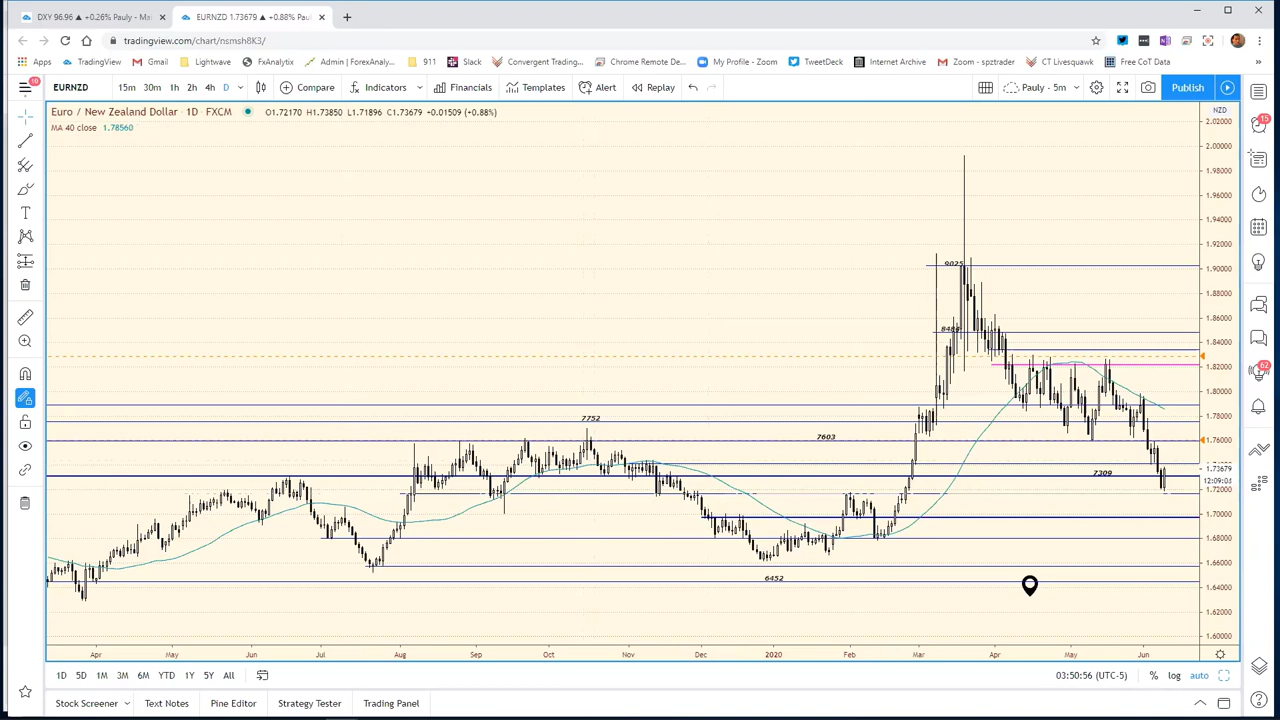 DXY 96.96 ▲ +0.26% Pauly - Mai
EURNZD 1.73679 ▲ +0.88% Paul
tradingview.com/chart/nsmsh8K3/
Apps TradingView Gmail Lightwave FxAnalytix Admin | ForexAnaly... 911 Slack Convergent Trading... Chrome Remote De... My Profile - Zoom TweetDeck Internet Archive Zoom - spztrader CT Livesquawk Free CoT Data »
10
EURNZD 15m 30m 1h 2h 4h D Compare Indicators Financials Templates Alert Replay Pauly - 5m Publish
Euro / New Zealand Dollar · 1D · FXCM O1.72170 H1.73850 L1.71896 C1.73679 +0.01509 (+0.88%)
MA 40 close 1.78560
NZD
2.02000
15
2.00000
1.98000
1.96000
1.94000
1.92000
9025
1.90000
1.88000
1.86000
1.84000
62
1.82000
1.80000
1.78000
7752
7603
1.76000
7309
1.73679
12:09:03
1.72000
1.70000
1.68000
1.66000
6452
1.64000
1.62000
1.60000
Apr May Jun Jul Aug Sep Oct Nov Dec 2020 Feb Mar Apr May Jun
1D 5D 1M 3M 6M YTD 1Y 5Y All 03:50:56 (UTC-5) % log auto
Stock Screener Text Notes Pine Editor Strategy Tester Trading Panel